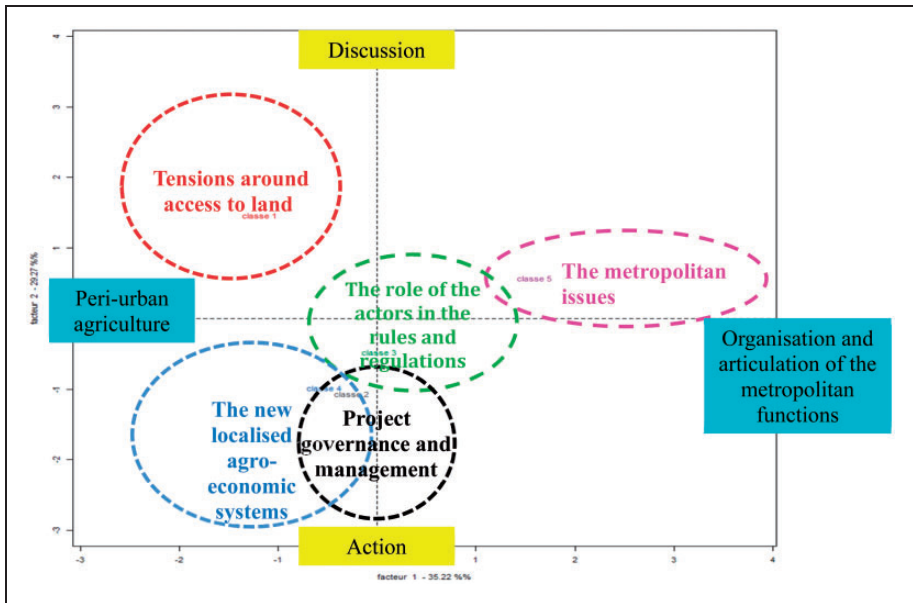 Discussion
4
3
2
1
-1
-2
-3
facteur 2 - 29.27 %%
Tensions around
access to land
classe 1
Peri-urban
agriculture
The role of the
actors in the
rules and
regulations
classe 3
classe 5
The metropolitan
issues
Organisation and
articulation of the
metropolitan
functions
classe 4
The new
localised
agro-
economic
systems
classe 2
Project
governance and
management
Action
-3
-2
-1
1
2
3
4
facteur 1 - 35.22 %%